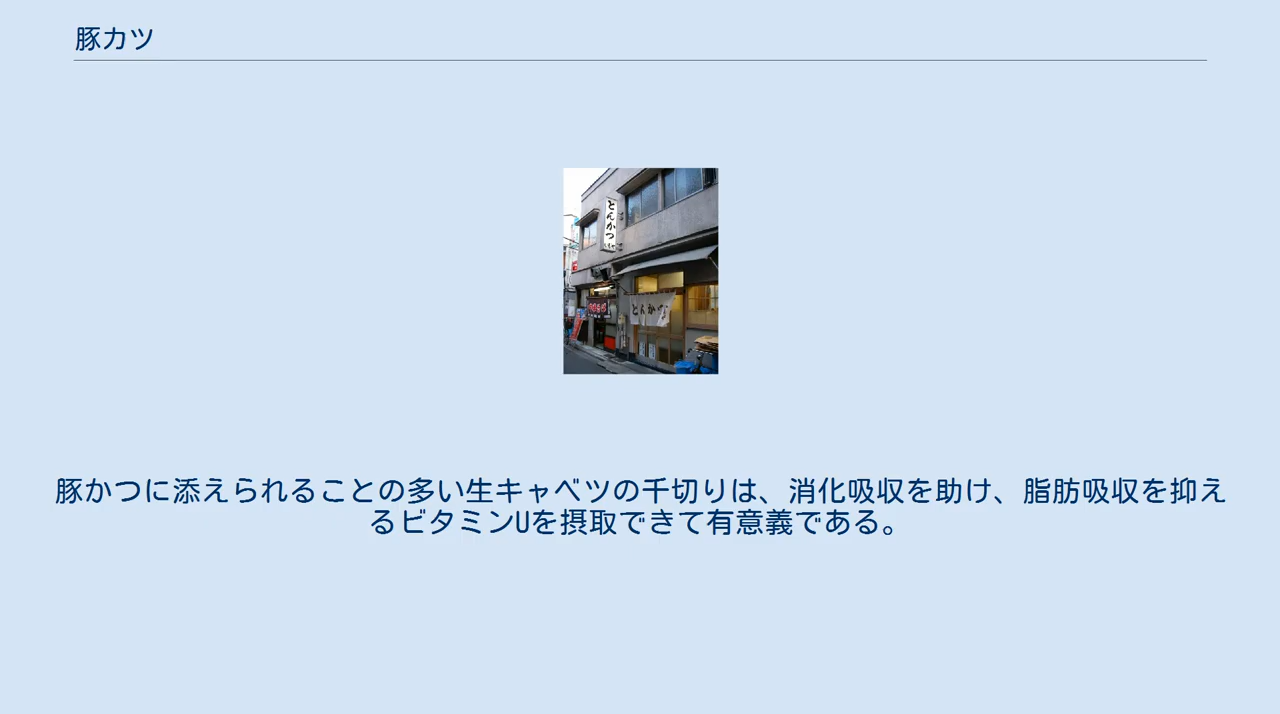 豚カツ
とんかつ
とんかつ
豚かつに添えられることの多い生キャベツの千切りは、消化吸収を助け、脂肪吸収を抑え
るビタミンUを摂取できて有意義である。